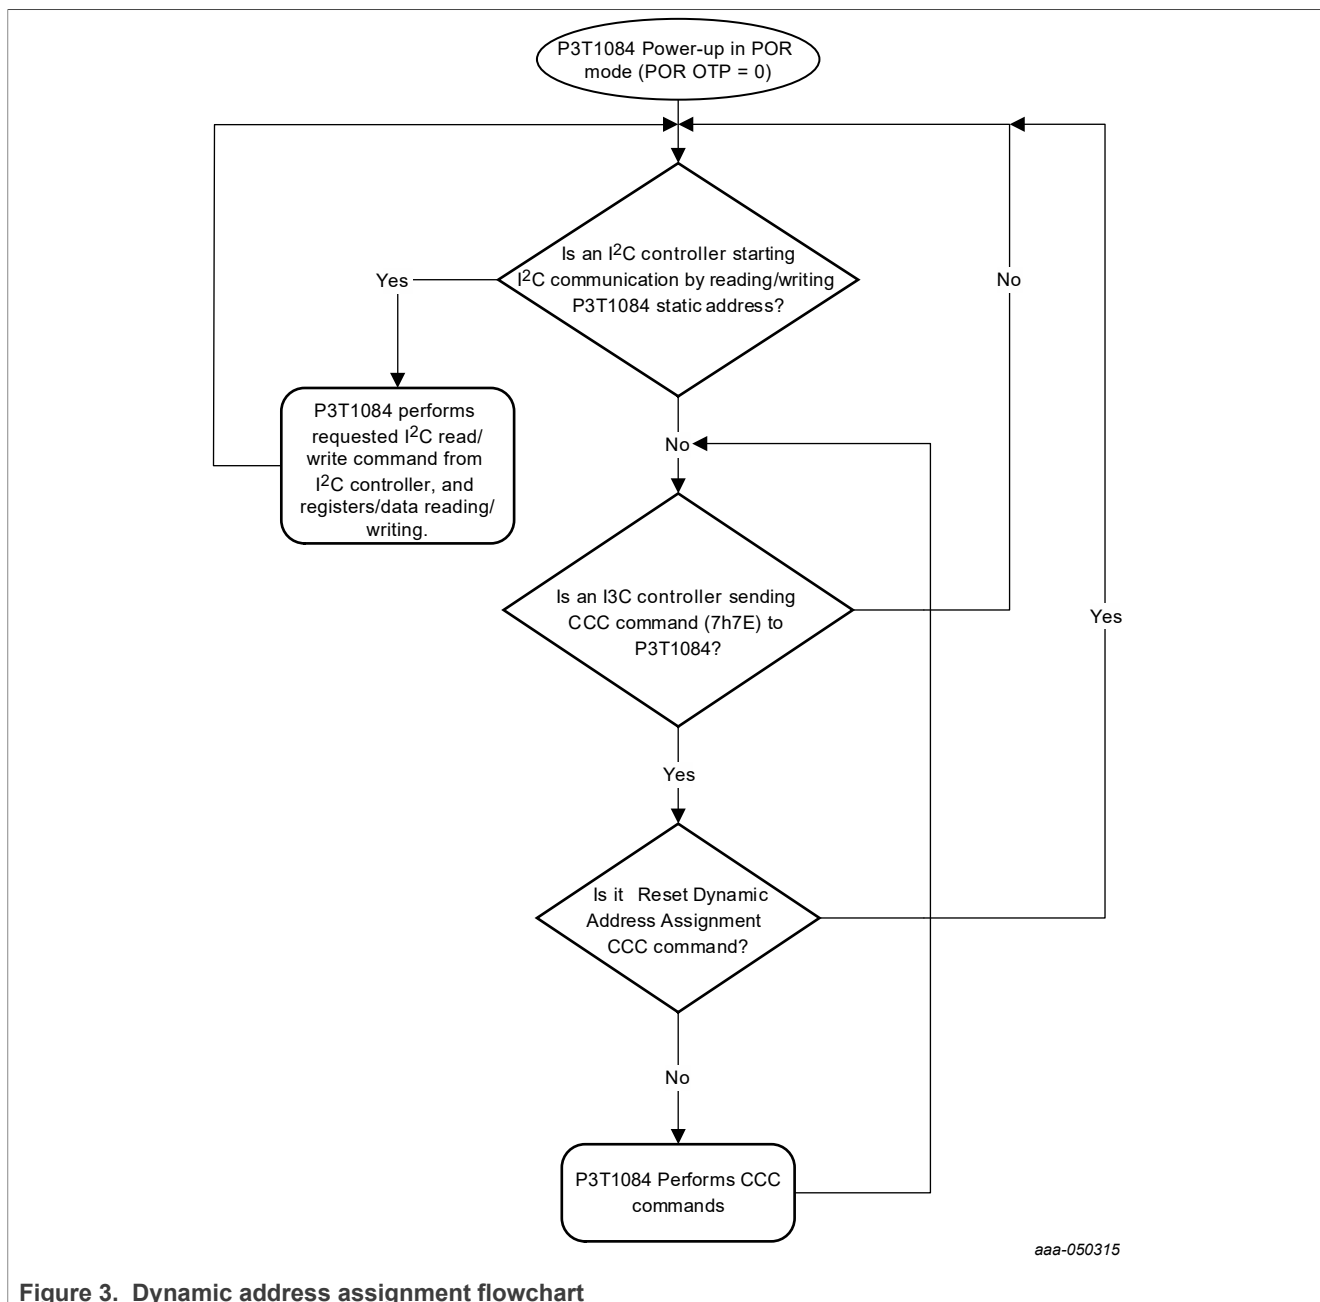 P3T1084 Power-up in POR
mode (POR OTP = 0)
Is an I²C controller starting
I²C communication by reading/writing
P3T1084 static address?
Yes
No
P3T1084 performs
requested I²C read/
write command from
I²C controller, and
registers/data reading/
writing.
No
Is an I3C controller sending
CCC command (7h7E) to
P3T1084?
Yes
Yes
Is it Reset Dynamic
Address Assignment
CCC command?
No
P3T1084 Performs CCC
commands
aaa-050315
Figure 3. Dynamic address assignment flowchart